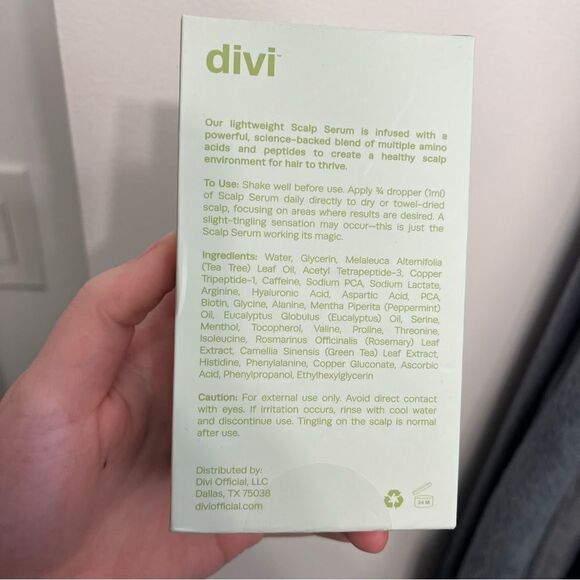 divi™
Our lightweight Scalp Serum is infused with a
powerful, science-backed blend of multiple amino
acids and peptides to create a healthy scalp
environment for hair to thrive.
To Use: Shake well before use. Apply ¾ dropper (1ml)
of Scalp Serum daily directly to dry or towel-dried
scalp, focusing on areas where results are desired. A
slight-tingling sensation may occur—this is just the
Scalp Serum working its magic.
Ingredients: Water, Glycerin, Melaleuca Alternifolia
(Tea Tree) Leaf Oil, Acetyl Tetrapeptide-3, Copper
Tripeptide-1, Caffeine, Sodium PCA, Sodium Lactate,
Arginine, Hyaluronic Acid, Aspartic Acid, PCA,
Biotin, Glycine, Alanine, Mentha Piperita (Peppermint)
Oil, Eucalyptus Globulus (Eucalyptus) Oil, Serine,
Menthol, Tocopherol, Valine, Proline, Threonine,
Isoleucine, Rosmarinus Officinalis (Rosemary) Leaf
Extract, Camellia Sinensis (Green Tea) Leaf Extract,
Histidine, Phenylalanine, Copper Gluconate, Ascorbic
Acid, Phenylpropanol, Ethylhexylglycerin
Caution: For external use only. Avoid direct contact
with eyes. If irritation occurs, rinse with cool water
and discontinue use. Tingling on the scalp is normal
after use.
Distributed by:
Divi Official, LLC
Dallas, TX 75038
diviofficial.com
24 M